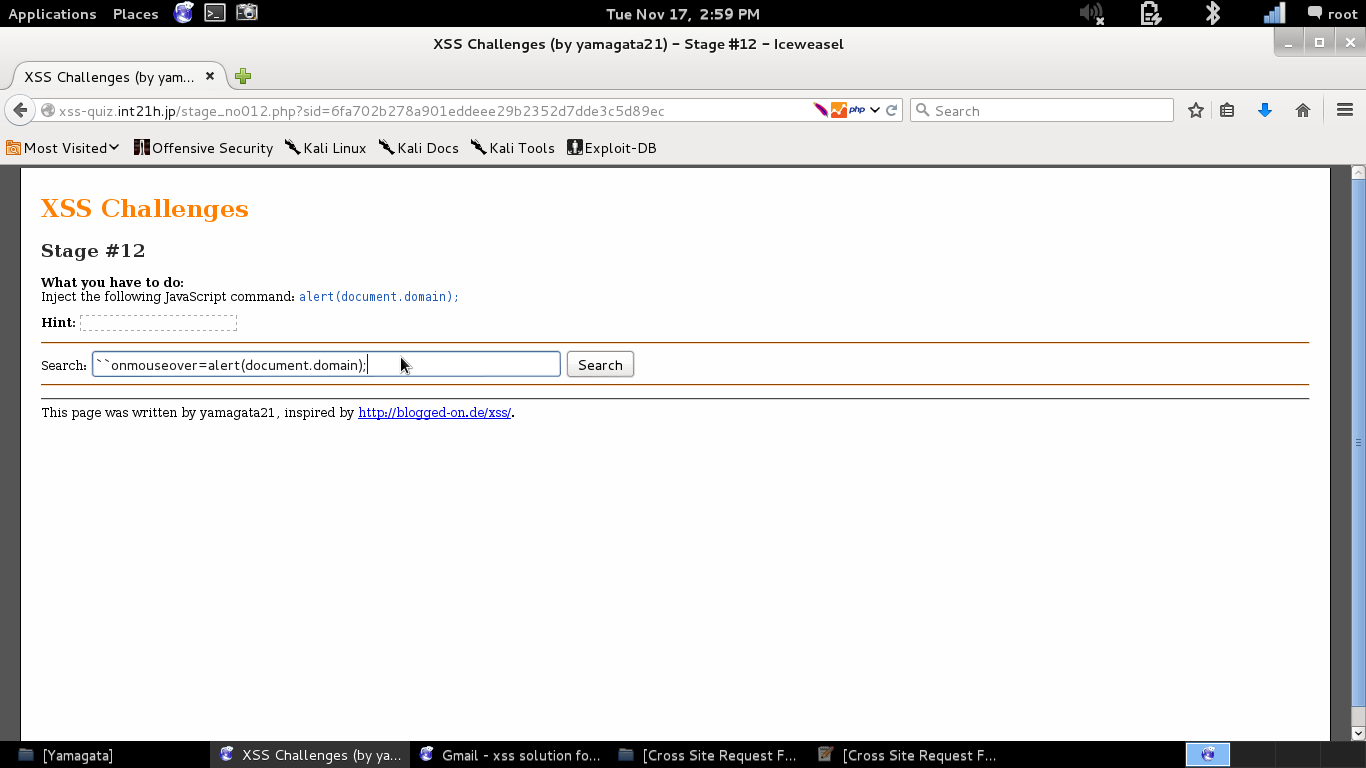 Applications Places Tue Nov 17, 2:59 PM root
XSS Challenges (by yamagata21) – Stage #12 – Iceweasel
XSS Challenges (by yam...
xss-quiz.int21h.jp/stage_no012.php?sid=6fa702b278a901eddeee29b2352d7dde3c5d89ec php Search
Most Visited Offensive Security Kali Linux Kali Docs Kali Tools Exploit-DB
XSS Challenges
Stage #12
What you have to do:
Inject the following JavaScript command: alert(document.domain);
Hint:
Search: ``onmouseover=alert(document.domain); Search
This page was written by yamagata21, inspired by http://blogged-on.de/xss/.
[Yamagata] XSS Challenges (by ya... Gmail - xss solution fo... [Cross Site Request F... [Cross Site Request F...